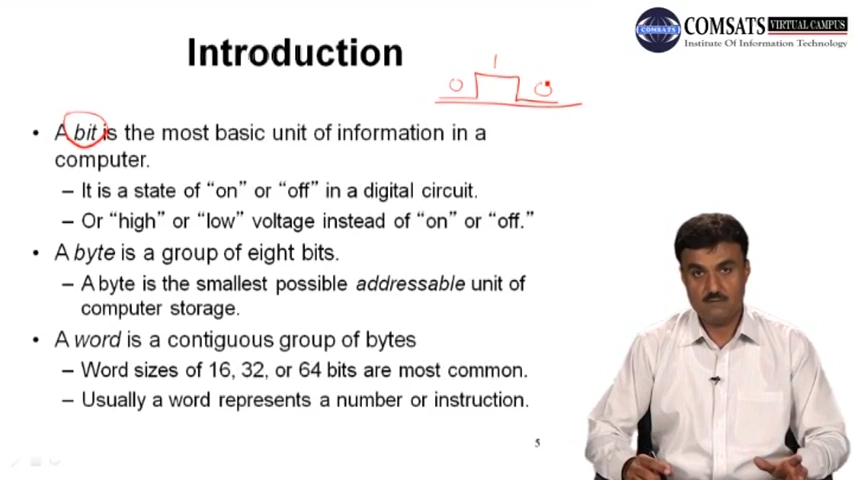 COMSATS VIRTUAL CAMPUS
COMSATS
Institute Of Information Technology
Introduction
0 1 0
• A bit is the most basic unit of information in a
computer.
– It is a state of “on” or “off” in a digital circuit.
– Or “high” or “low” voltage instead of “on” or “off.”
• A byte is a group of eight bits.
– A byte is the smallest possible addressable unit of
computer storage.
• A word is a contiguous group of bytes
– Word sizes of 16, 32, or 64 bits are most common.
– Usually a word represents a number or instruction.
5